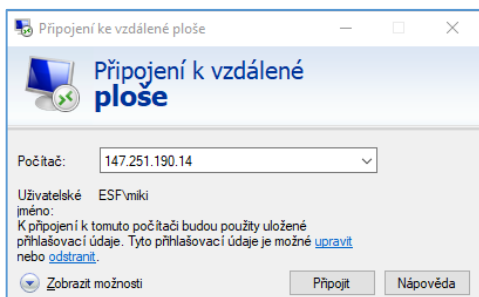 Připojení ke vzdálené ploše
Připojení k vzdálené
ploše
Počítač: 147.251.190.14
Uživatelské ESF\miki
jméno:
K připojení k tomuto počítači budou použity uložené
přihlašovací údaje. Tyto přihlašovací údaje je možné upravit
nebo odstranit.
Zobrazit možnosti Připojit Nápověda